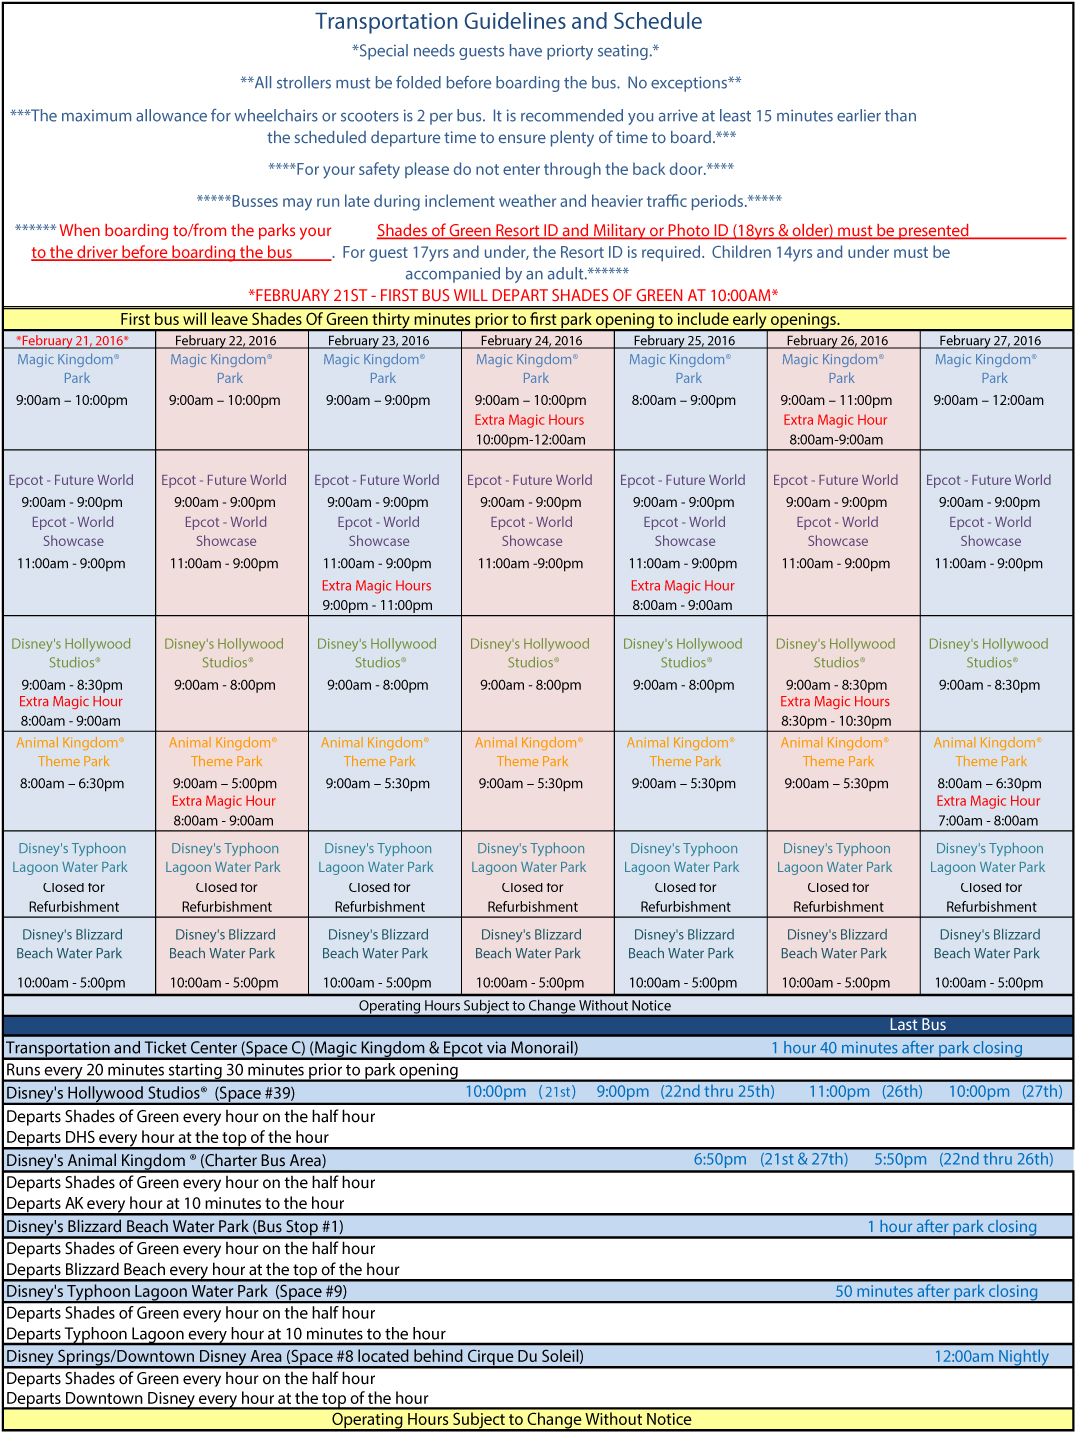 Transportation Guidelines and Schedule
*Special needs guests have priorty seating.*
**All strollers must be folded before boarding the bus.  No exceptions**
***The maximum allowance for wheelchairs or scooters is 2 per bus.  It is recommended you arrive at least 15 minutes earlier than
the scheduled departure time to ensure plenty of time to board.***
****For your safety please do not enter through the back door.****
*****Busses may run late during inclement weather and heavier traffic periods.*****
****** When boarding to/from the parks your Shades of Green Resort ID and Military or Photo ID (18yrs & older) must be presented
to the driver before boarding the bus .  For guest 17yrs and under, the Resort ID is required.  Children 14yrs and under must be
accompanied by an adult.******
*FEBRUARY 21ST - FIRST BUS WILL DEPART SHADES OF GREEN AT 10:00AM*
First bus will leave Shades Of Green thirty minutes prior to first park opening to include early openings.
*February 21, 2016* February 22, 2016 February 23, 2016 February 24, 2016 February 25, 2016 February 26, 2016 February 27, 2016
Magic Kingdom® Magic Kingdom® Magic Kingdom® Magic Kingdom® Magic Kingdom® Magic Kingdom® Magic Kingdom®
Park Park Park Park Park Park Park
9:00am – 10:00pm 9:00am – 10:00pm 9:00am – 9:00pm 9:00am – 10:00pm 8:00am – 9:00pm 9:00am – 11:00pm 9:00am – 12:00am
Extra Magic Hours Extra Magic Hour
10:00pm-12:00am 8:00am-9:00am
Epcot - Future World Epcot - Future World Epcot - Future World Epcot - Future World Epcot - Future World Epcot - Future World Epcot - Future World
9:00am - 9:00pm 9:00am - 9:00pm 9:00am - 9:00pm 9:00am - 9:00pm 9:00am - 9:00pm 9:00am - 9:00pm 9:00am - 9:00pm
Epcot - World Epcot - World Epcot - World Epcot - World Epcot - World Epcot - World Epcot - World
Showcase Showcase Showcase Showcase Showcase Showcase Showcase
11:00am - 9:00pm 11:00am - 9:00pm 11:00am - 9:00pm 11:00am -9:00pm 11:00am - 9:00pm 11:00am - 9:00pm 11:00am - 9:00pm
Extra Magic Hours Extra Magic Hour
9:00pm - 11:00pm 8:00am - 9:00am
Disney's Hollywood Disney's Hollywood Disney's Hollywood Disney's Hollywood Disney's Hollywood Disney's Hollywood Disney's Hollywood
Studios® Studios® Studios® Studios® Studios® Studios® Studios®
9:00am - 8:30pm 9:00am - 8:00pm 9:00am - 8:00pm 9:00am - 8:00pm 9:00am - 8:00pm 9:00am - 8:30pm 9:00am - 8:30pm
Extra Magic Hour Extra Magic Hours
8:00am - 9:00am 8:30pm - 10:30pm
Animal Kingdom® Animal Kingdom® Animal Kingdom® Animal Kingdom® Animal Kingdom® Animal Kingdom® Animal Kingdom®
Theme Park Theme Park Theme Park Theme Park Theme Park Theme Park Theme Park
8:00am – 6:30pm 9:00am – 5:00pm 9:00am – 5:30pm 9:00am – 5:30pm 9:00am – 5:30pm 9:00am – 5:30pm 8:00am – 6:30pm
Extra Magic Hour Extra Magic Hour
8:00am - 9:00am 7:00am - 8:00am
Disney's Typhoon Disney's Typhoon Disney's Typhoon Disney's Typhoon Disney's Typhoon Disney's Typhoon Disney's Typhoon
Lagoon Water Park Lagoon Water Park Lagoon Water Park Lagoon Water Park Lagoon Water Park Lagoon Water Park Lagoon Water Park
Closed for Closed for Closed for Closed for Closed for Closed for Closed for
Refurbishment Refurbishment Refurbishment Refurbishment Refurbishment Refurbishment Refurbishment
Disney's Blizzard Disney's Blizzard Disney's Blizzard Disney's Blizzard Disney's Blizzard Disney's Blizzard Disney's Blizzard
Beach Water Park Beach Water Park Beach Water Park Beach Water Park Beach Water Park Beach Water Park Beach Water Park
10:00am - 5:00pm 10:00am - 5:00pm 10:00am - 5:00pm 10:00am - 5:00pm 10:00am - 5:00pm 10:00am - 5:00pm 10:00am - 5:00pm
Operating Hours Subject to Change Without Notice
Last Bus
Transportation and Ticket Center (Space C) (Magic Kingdom & Epcot via Monorail) 1 hour 40 minutes after park closing
Runs every 20 minutes starting 30 minutes prior to park opening
Disney's Hollywood Studios®  (Space #39) 10:00pm (21st) 9:00pm (22nd thru 25th) 11:00pm (26th) 10:00pm (27th)
Departs Shades of Green every hour on the half hour
Departs DHS every hour at the top of the hour
Disney's Animal Kingdom ® (Charter Bus Area) 6:50pm (21st & 27th) 5:50pm (22nd thru 26th)
Departs Shades of Green every hour on the half hour
Departs AK every hour at 10 minutes to the hour
Disney's Blizzard Beach Water Park (Bus Stop #1) 1 hour after park closing
Departs Shades of Green every hour on the half hour
Departs Blizzard Beach every hour at the top of the hour
Disney's Typhoon Lagoon Water Park  (Space #9) 50 minutes after park closing
Departs Shades of Green every hour on the half hour
Departs Typhoon Lagoon every hour at 10 minutes to the hour
Disney Springs/Downtown Disney Area (Space #8 located behind Cirque Du Soleil) 12:00am Nightly
Departs Shades of Green every hour on the half hour
Departs Downtown Disney every hour at the top of the hour
Operating Hours Subject to Change Without Notice